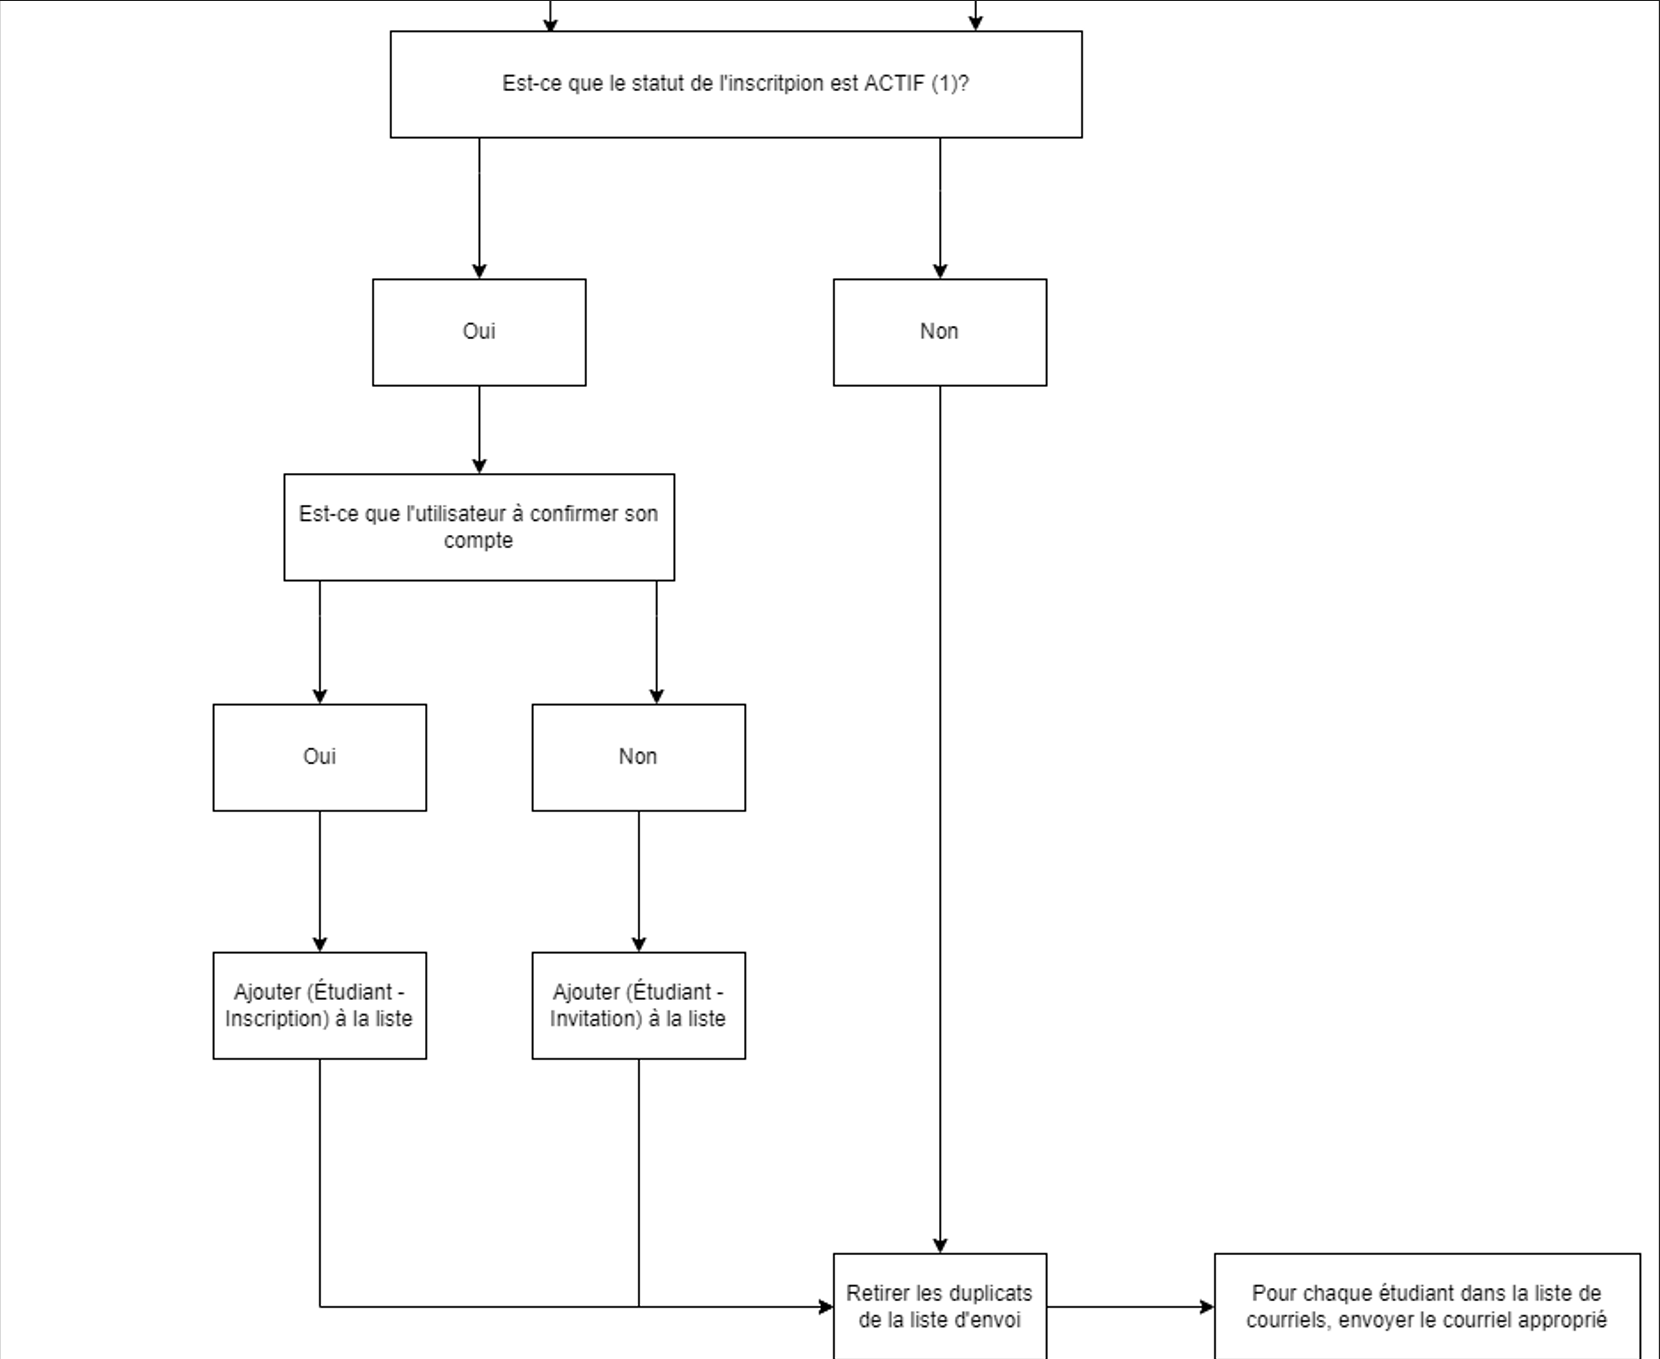 Est-ce que le statut de l'inscritpion est ACTIF (1)?
Oui
Non
Est-ce que l'utilisateur à confirmer son
compte
Oui
Non
Ajouter (Étudiant -
Inscription) à la liste
Ajouter (Étudiant -
Invitation) à la liste
Retirer les duplicats
de la liste d'envoi
Pour chaque étudiant dans la liste de
courriels, envoyer le courriel approprié